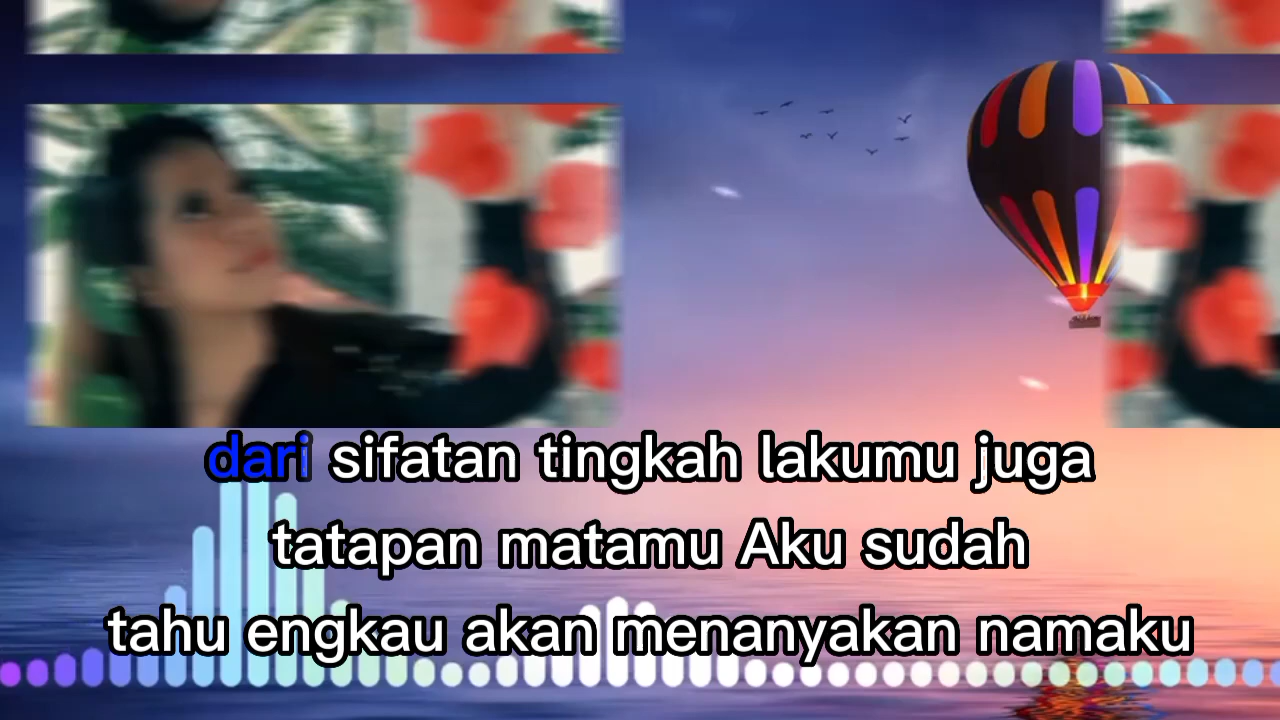 dari sifatan tingkah lakumu juga
tatapan matamu Aku sudah
tahu engkau akan menanyakan namaku